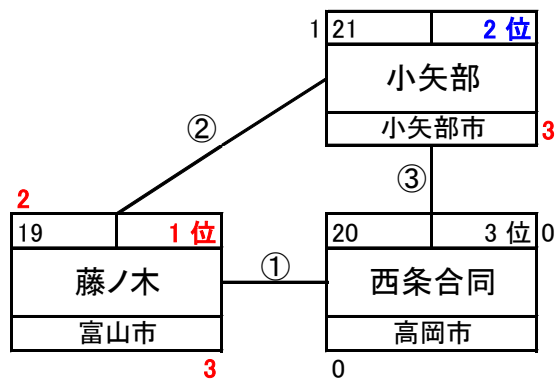 1 21 2 位
小矢部
小矢部市 3
②
③
2
19 1 位
藤ノ木
富山市
3
①
20 3 位 0
西条合同
高岡市
0